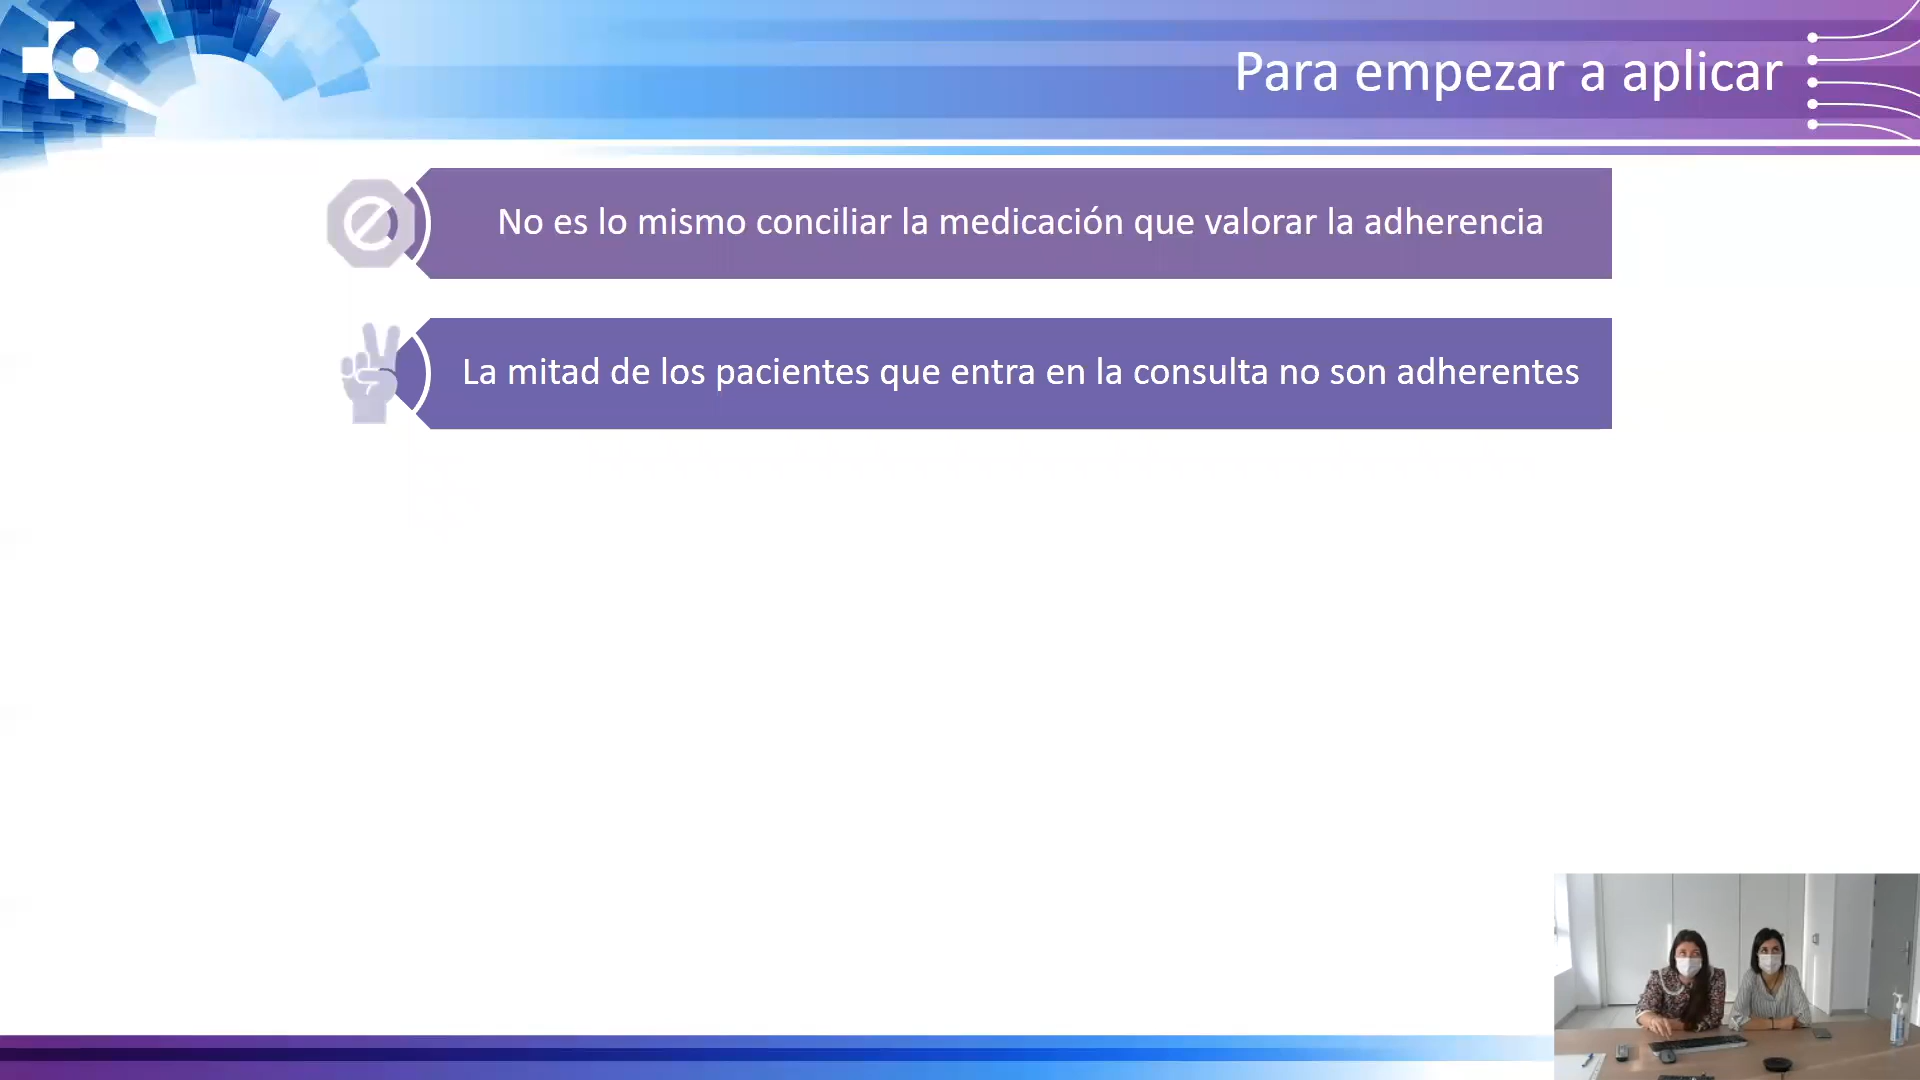 Para empezar a aplicar
No es lo mismo conciliar la medicación que valorar la adherencia
La mitad de los pacientes que entra en la consulta no son adherentes